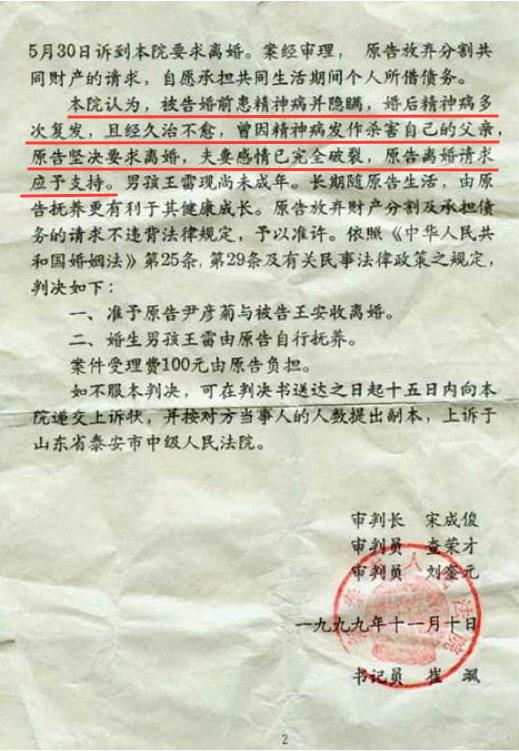 5月30日诉到本院要求离婚。案经审理，原告放弃分割共
同财产的请求，自愿承担共同生活期间个人所借债务。
本院认为，被告婚前患精神病并隐瞒，婚后精神病多
次复发，且经久治不愈，曾因精神病发作杀害自己的父亲，
原告坚决要求离婚，夫妻感情已完全破裂，原告离婚请求
应予支持。男孩王雷现尚未成年。长期随原告生活，由原
告抚养更有利于其健康成长。原告放弃财产分割及承担债
务的请求不违背法律规定，予以准许。依照《中华人民共
和国婚姻法》第25条，第29条及有关民事法律政策之规定，
判决如下：
一、准予原告尹彦菊与被告王安收离婚。
二、婚生男孩王雷由原告自行抚养。
案件受理费100元由原告负担。
如不服本判决，可在判决书送达之日起十五日内向本
院递交上诉状，并按对方当事人的人数提出副本，上诉于
山东省泰安市中级人民法院。
审判长 宋成俊
审判员 查荣才
审判员 刘奎元
一九九九年十一月十日
书记员 崔飒
2